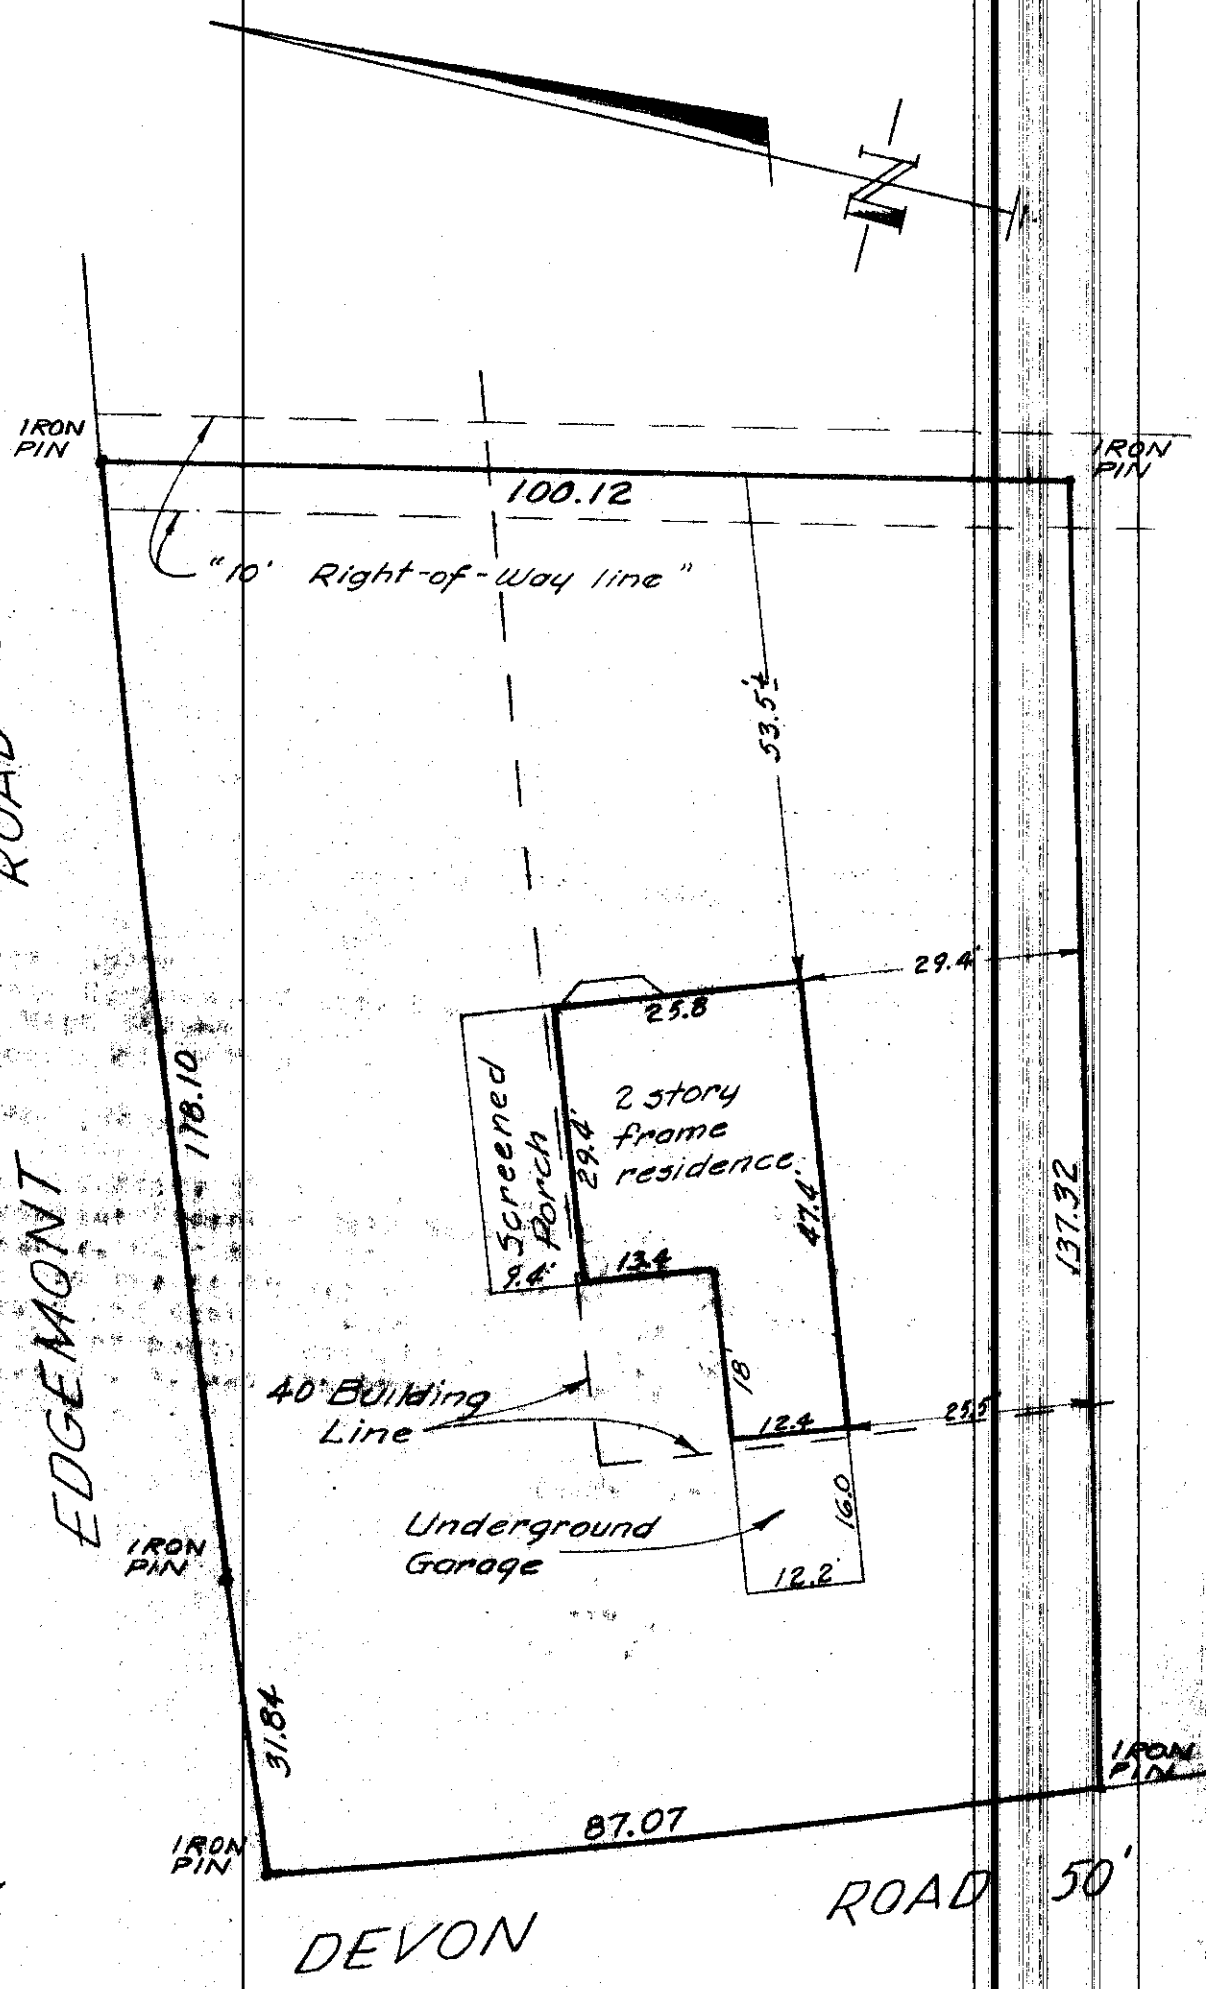 N
IRON
PIN
IRON
PIN
100.12
"10' Right-of-Way line"
53.5'±
ROAD
29.4'
25.8
Screened
Porch
9.4'
29.4'
2 story
frame
residence
47.4'
13.4
178.10
137.32
EDGEMONT
18'
40' Building
Line
12.4
25.5'
Underground
Garage
16.0
12.2'
IRON
PIN
31.84
IRON
PIN
87.07
IRON
PIN
DEVON ROAD 50'